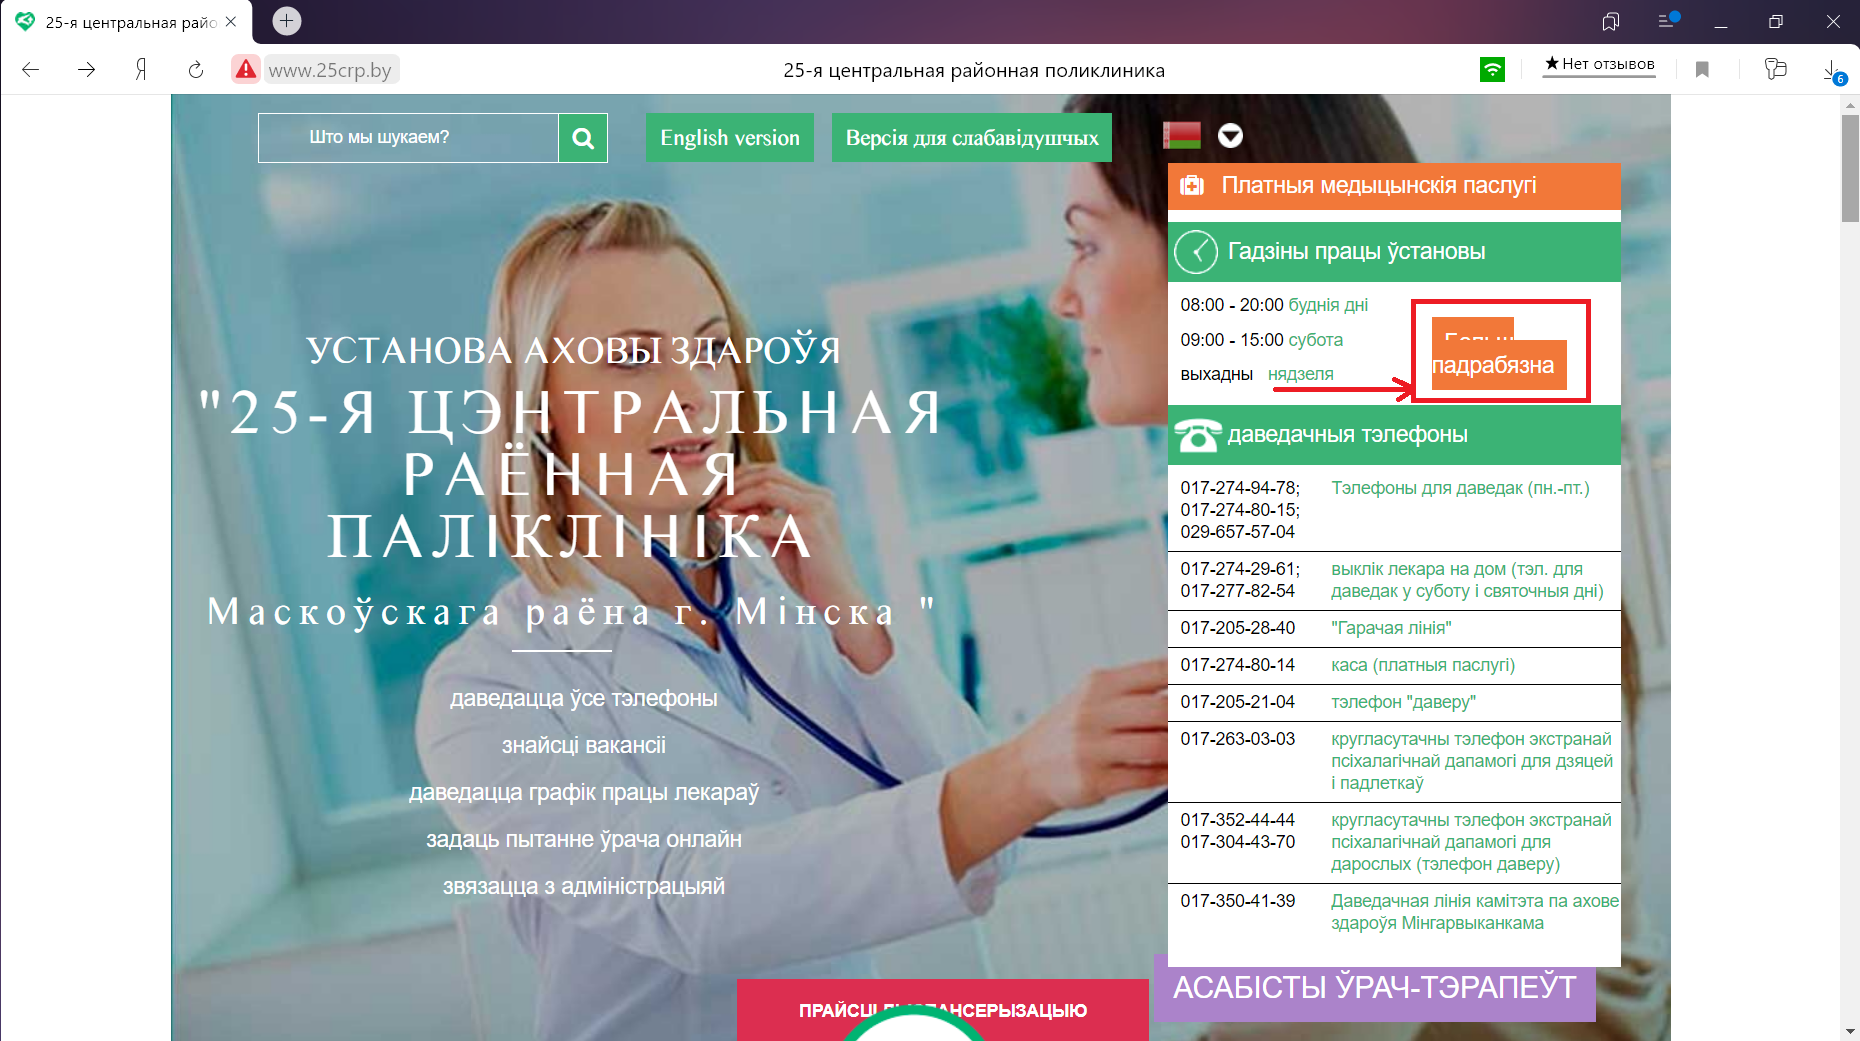 25-я центральная райо
www.25crp.by
25-я центральная районная поликлиника
Нет отзывов
6
Што мы шукаем?
English version
Версія для слабавідушчых
Платныя медыцынскія паслугі
Гадзіны працы ўстановы
08:00 - 20:00 буднія дні
09:00 - 15:00 субота
выхадны нядзеля
Больш
падрабязна
УСТАНОВА АХОВЫ ЗДАРОЎЯ
"25-Я ЦЭНТРАЛЬНАЯ
РАЁННАЯ
ПАЛІКЛІНІКА
Маскоўскага раёна г. Мінска "
даведацца ўсе тэлефоны
знайсці вакансіі
даведацца графік працы лекараў
задаць пытанне ўрача онлайн
звязацца з адміністрацыяй
даведачныя тэлефоны
017-274-94-78; Тэлефоны для даведак (пн.-пт.)
017-274-80-15;
029-657-57-04
017-274-29-61; выклік лекара на дом (тэл. для
017-277-82-54 даведак у суботу і святочныя дні)
017-205-28-40 "Гарачая лінія"
017-274-80-14 каса (платныя паслугі)
017-205-21-04 тэлефон "даверу"
017-263-03-03 кругласутачны тэлефон экстранай
псіхалагічнай дапамогі для дзяцей
і падлеткаў
017-352-44-44 кругласутачны тэлефон экстранай
017-304-43-70 псіхалагічнай дапамогі для
дарослых (тэлефон даверу)
017-350-41-39 Даведачная лінія камітэта па ахове
здароўя Мінгарвыканкама
АСАБІСТЫ ЎРАЧ-ТЭРАПЕЎТ
ПРАЙСЦІ